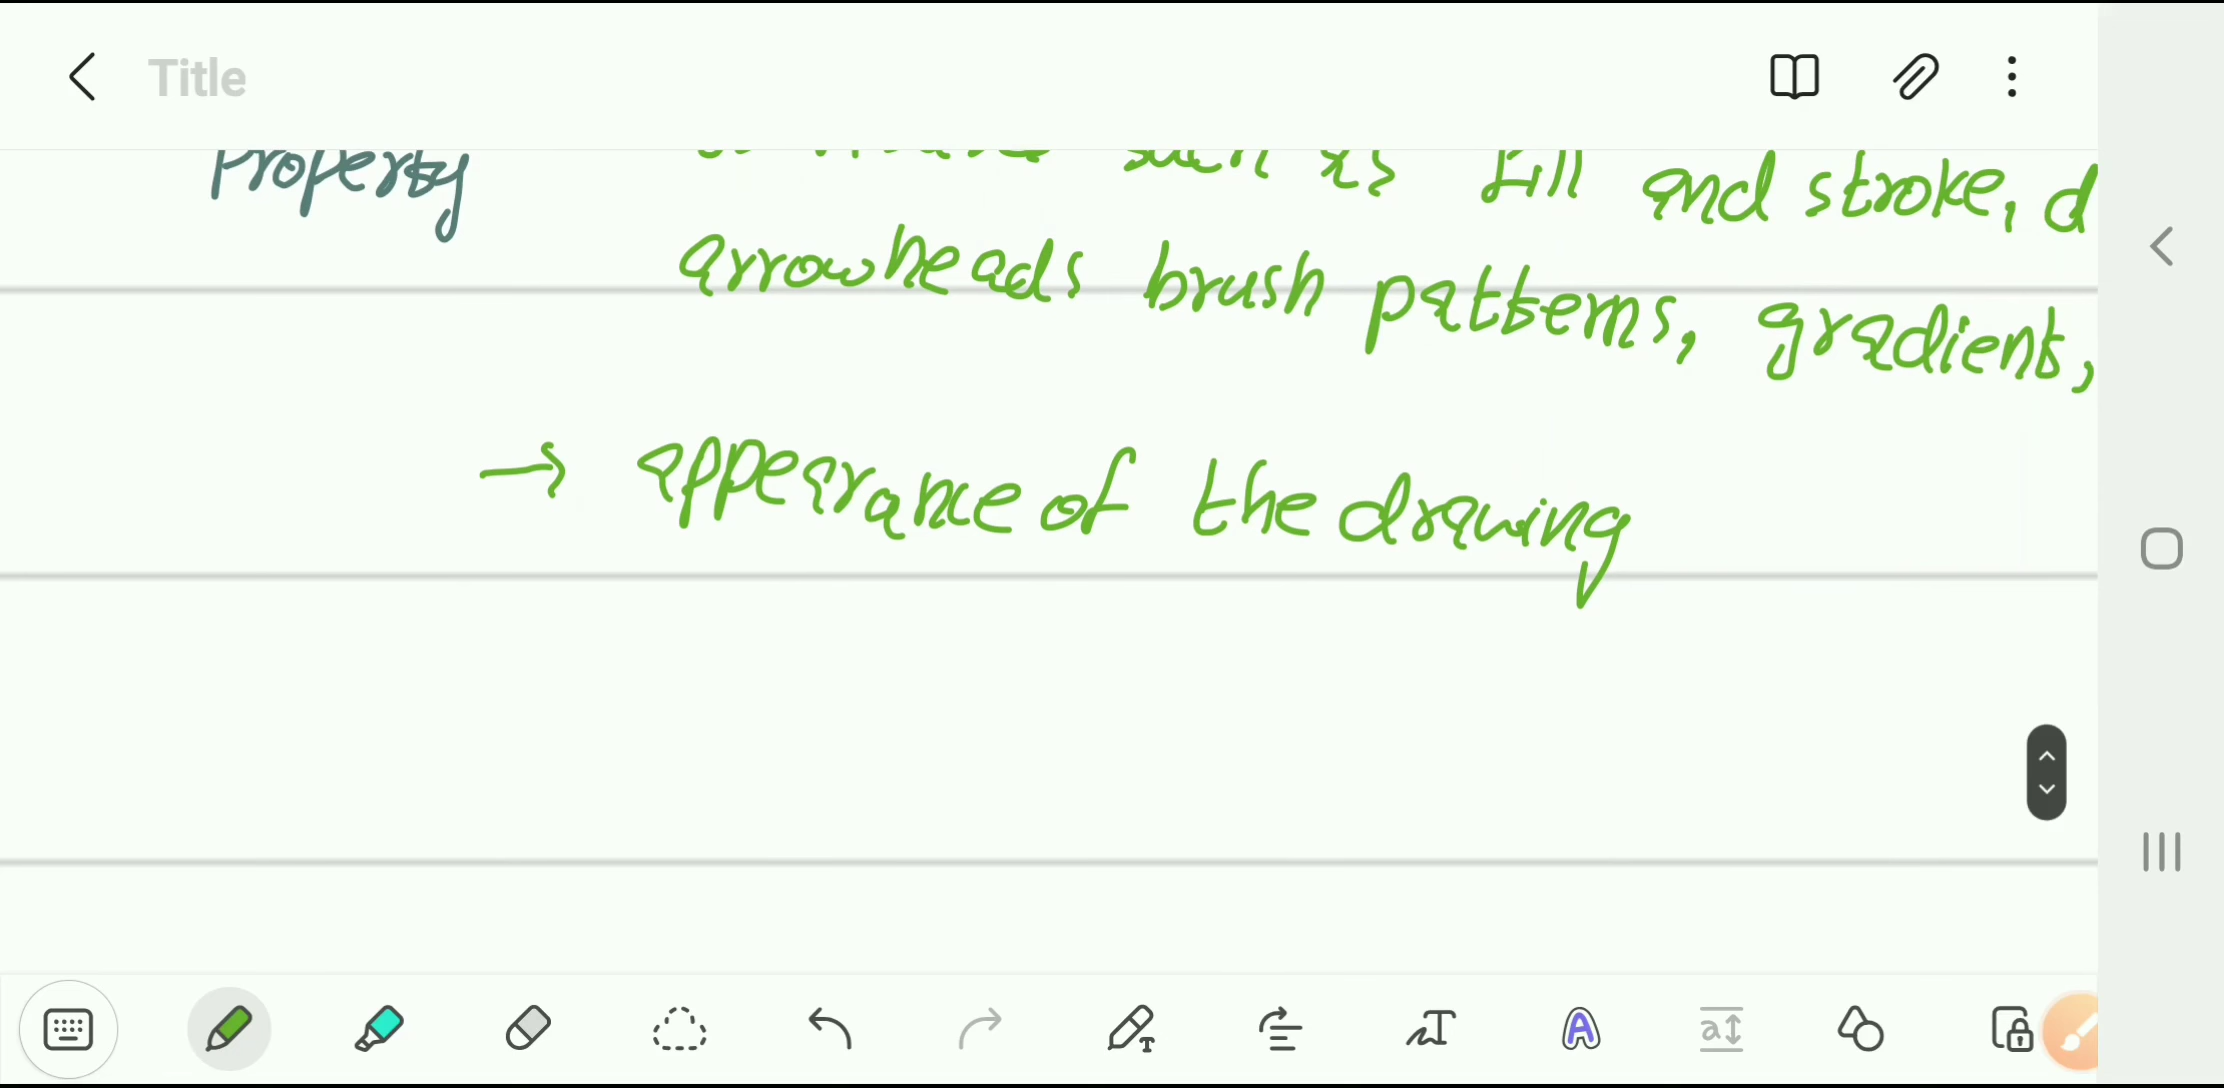 Title
Property
such as fill and stroke, d
arrowheads brush patterns, gradient,
→ appearance of the drawing